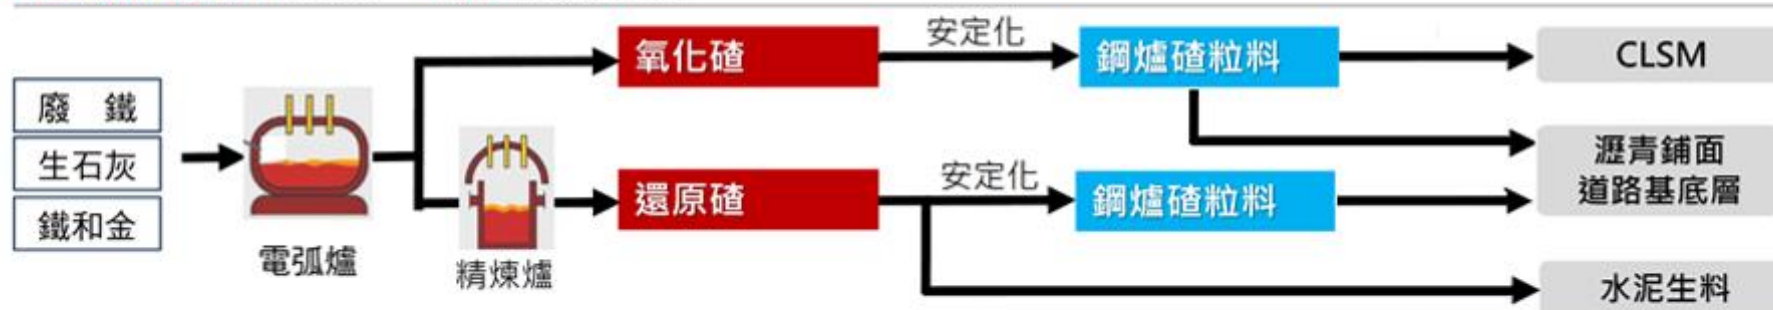 廢 鐵
生石灰
鐵和金
電弧爐
精煉爐
氧化碴
安定化
鋼爐碴粒料
CLSM
瀝青鋪面
道路基底層
還原碴
安定化
鋼爐碴粒料
水泥生料